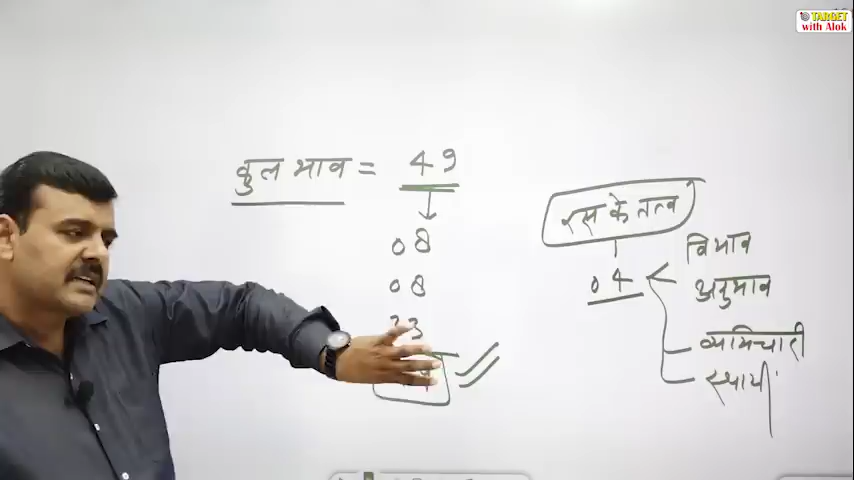 TARGET
with Alok
कुल भाव = 49
08
08
33
रस के तत्व
04
विभाव
अनुभाव
व्यभिचारी
स्थायी